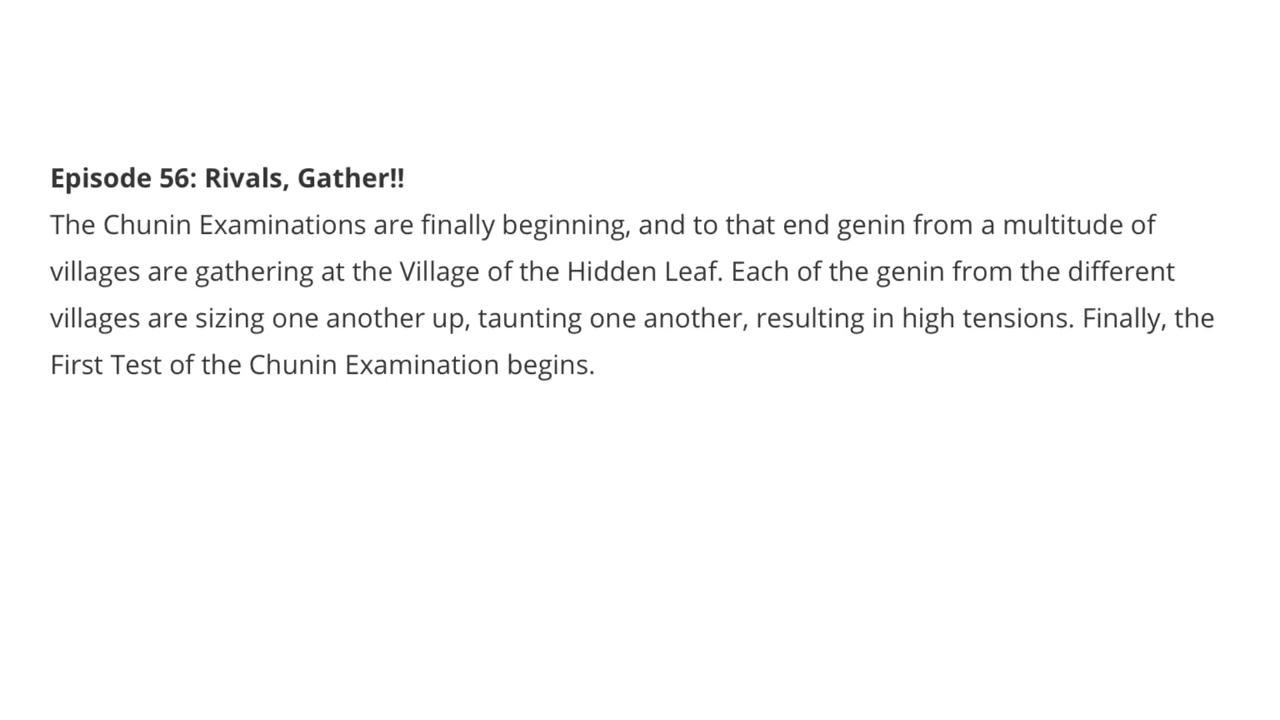 Episode 56: Rivals, Gather!!
The Chunin Examinations are finally beginning, and to that end genin from a multitude of
villages are gathering at the Village of the Hidden Leaf. Each of the genin from the different
villages are sizing one another up, taunting one another, resulting in high tensions. Finally, the
First Test of the Chunin Examination begins.